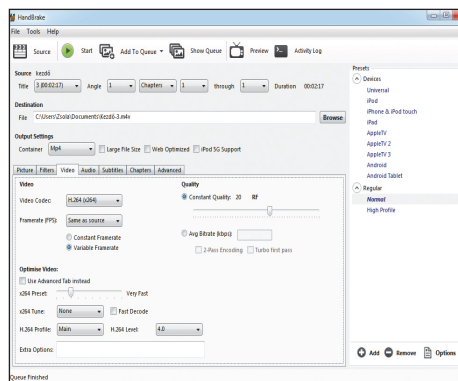 HandBrake
File Tools Help
Source Start Add To Queue Show Queue Preview Activity Log
Source kezdő
Title 3 (00:02:17) Angle 1 Chapters 1 through 1 Duration 00:02:17
Destination
File C:\Users\Zsola\Documents\Kezdő-3.m4v Browse
Output Settings
Container Mp4 Large File Size Web Optimized iPod 5G Support
Picture Filters Video Audio Subtitles Chapters Advanced
Video
Video Codec: H.264 (x264)
Framerate (FPS): Same as source
Constant Framerate
Variable Framerate
Quality
Constant Quality: 20 RF
Avg Bitrate (kbps):
2-Pass Encoding Turbo first pass
Optimise Video:
Use Advanced Tab instead
x264 Preset: Very Fast
x264 Tune: None Fast Decode
H.264 Profile: Main H.264 Level: 4.0
Extra Options:
Presets
Devices
Universal
iPod
iPhone & iPod touch
iPad
AppleTV
AppleTV 2
AppleTV 3
Android
Android Tablet
Regular
Normal
High Profile
Add Remove Options
Queue Finished